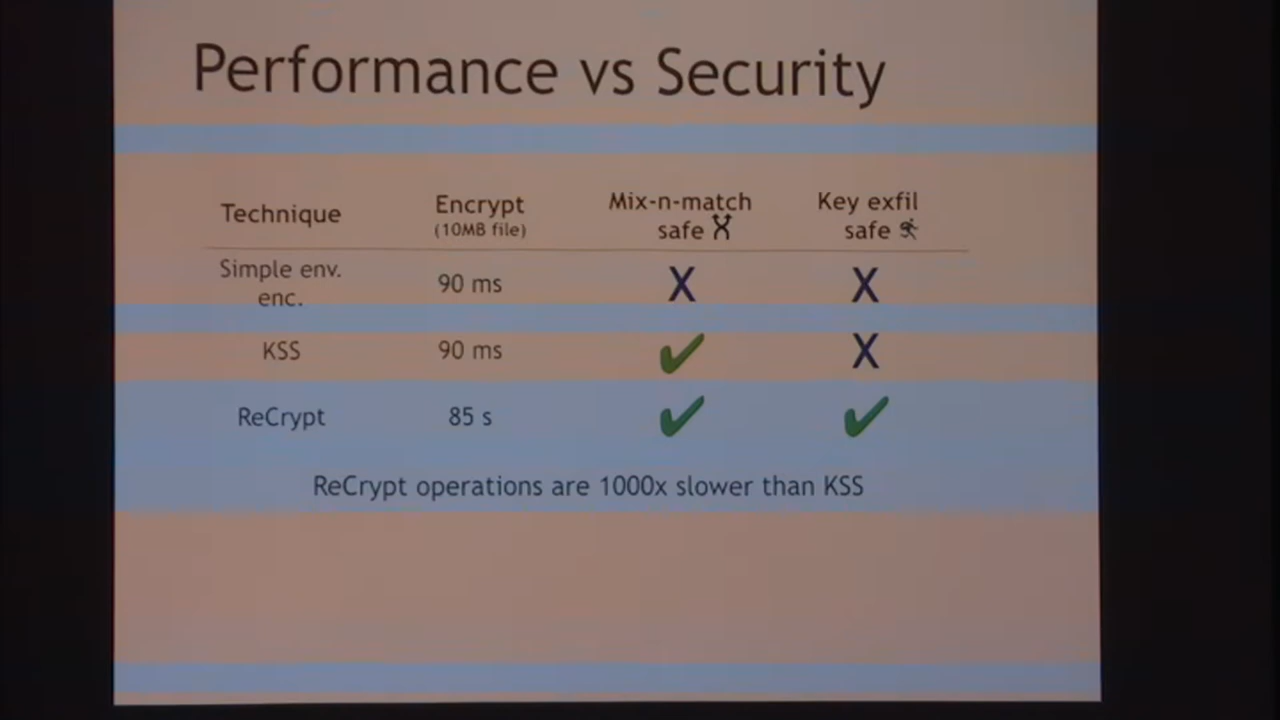 Performance vs Security
Technique Encrypt Mix-n-match Key exfil
(10MB file) safe safe
Simple env.
enc. 90 ms X X
KSS 90 ms ✔ X
ReCrypt 85 s ✔ ✔
ReCrypt operations are 1000x slower than KSS